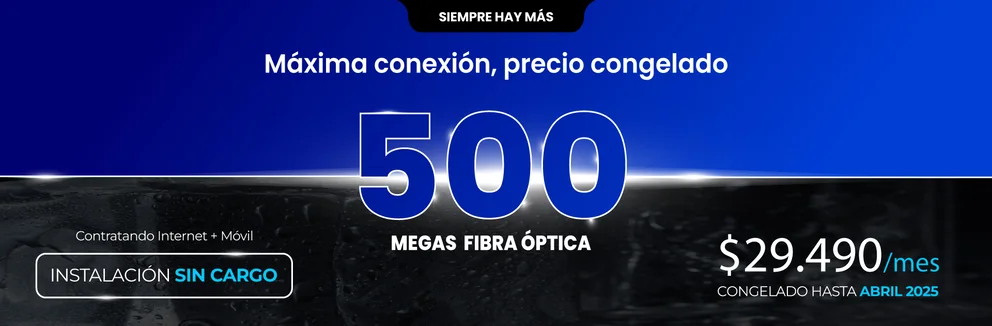 SIEMPRE HAY MÁS
Máxima conexión, precio congelado
500
MEGAS FIBRA ÓPTICA
Contratando Internet + Móvil
INSTALACIÓN SIN CARGO
$29.490/mes
CONGELADO HASTA ABRIL 2025